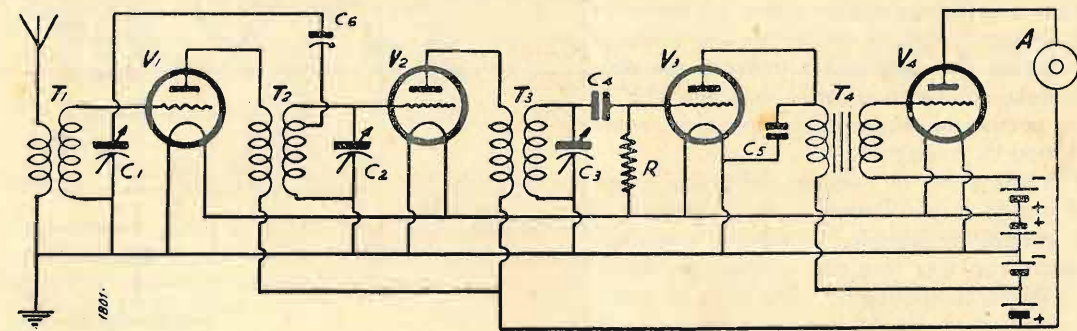 C6
V1
V2
V3
V4
A
T1
T2
T3
C4
T4
C1
C2
C3
R
C5
-
+
+
-
+
1801.